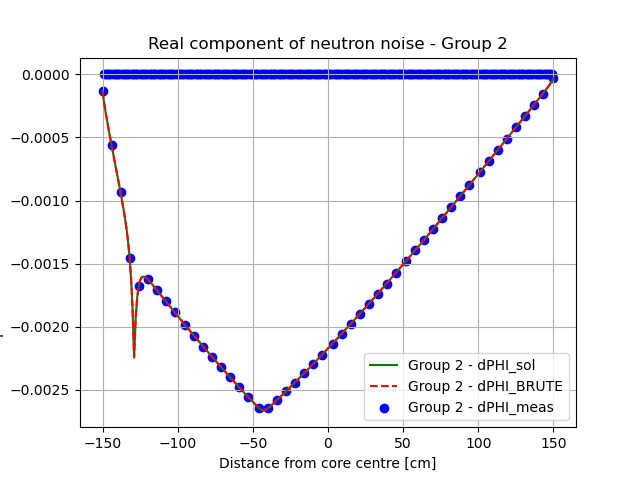 Real component of neutron noise - Group 2
0.0000
−0.0005
−0.0010
−0.0015
−0.0020
−0.0025
−150
−100
−50
0
50
100
150
Distance from core centre [cm]
Group 2 - dPHI_sol
Group 2 - dPHI_BRUTE
Group 2 - dPHI_meas